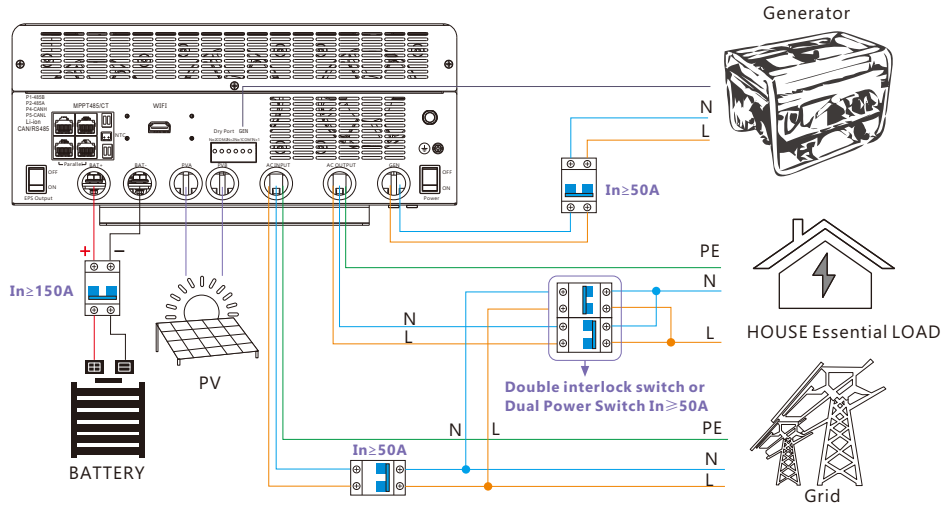 Generator
P1-485B
P2-485A
P4-CANH
P5-CANL
Li-ion
CAN/RS485
MPPT485/CT
WIFI
NTC
Dry Port GEN
Parallel
BAT+
BAT-
PVA
PVB
AC INPUT
AC OUTPUT
GEN
OFF
ON
EPS Output
OFF
ON
Power
N
L
In≥50A
+
−
In≥150A
PE
N
L
HOUSE Essential LOAD
N
L
PV
Double interlock switch or
Dual Power Switch In≥50A
BATTERY
N
L
PE
In≥50A
N
L
Grid